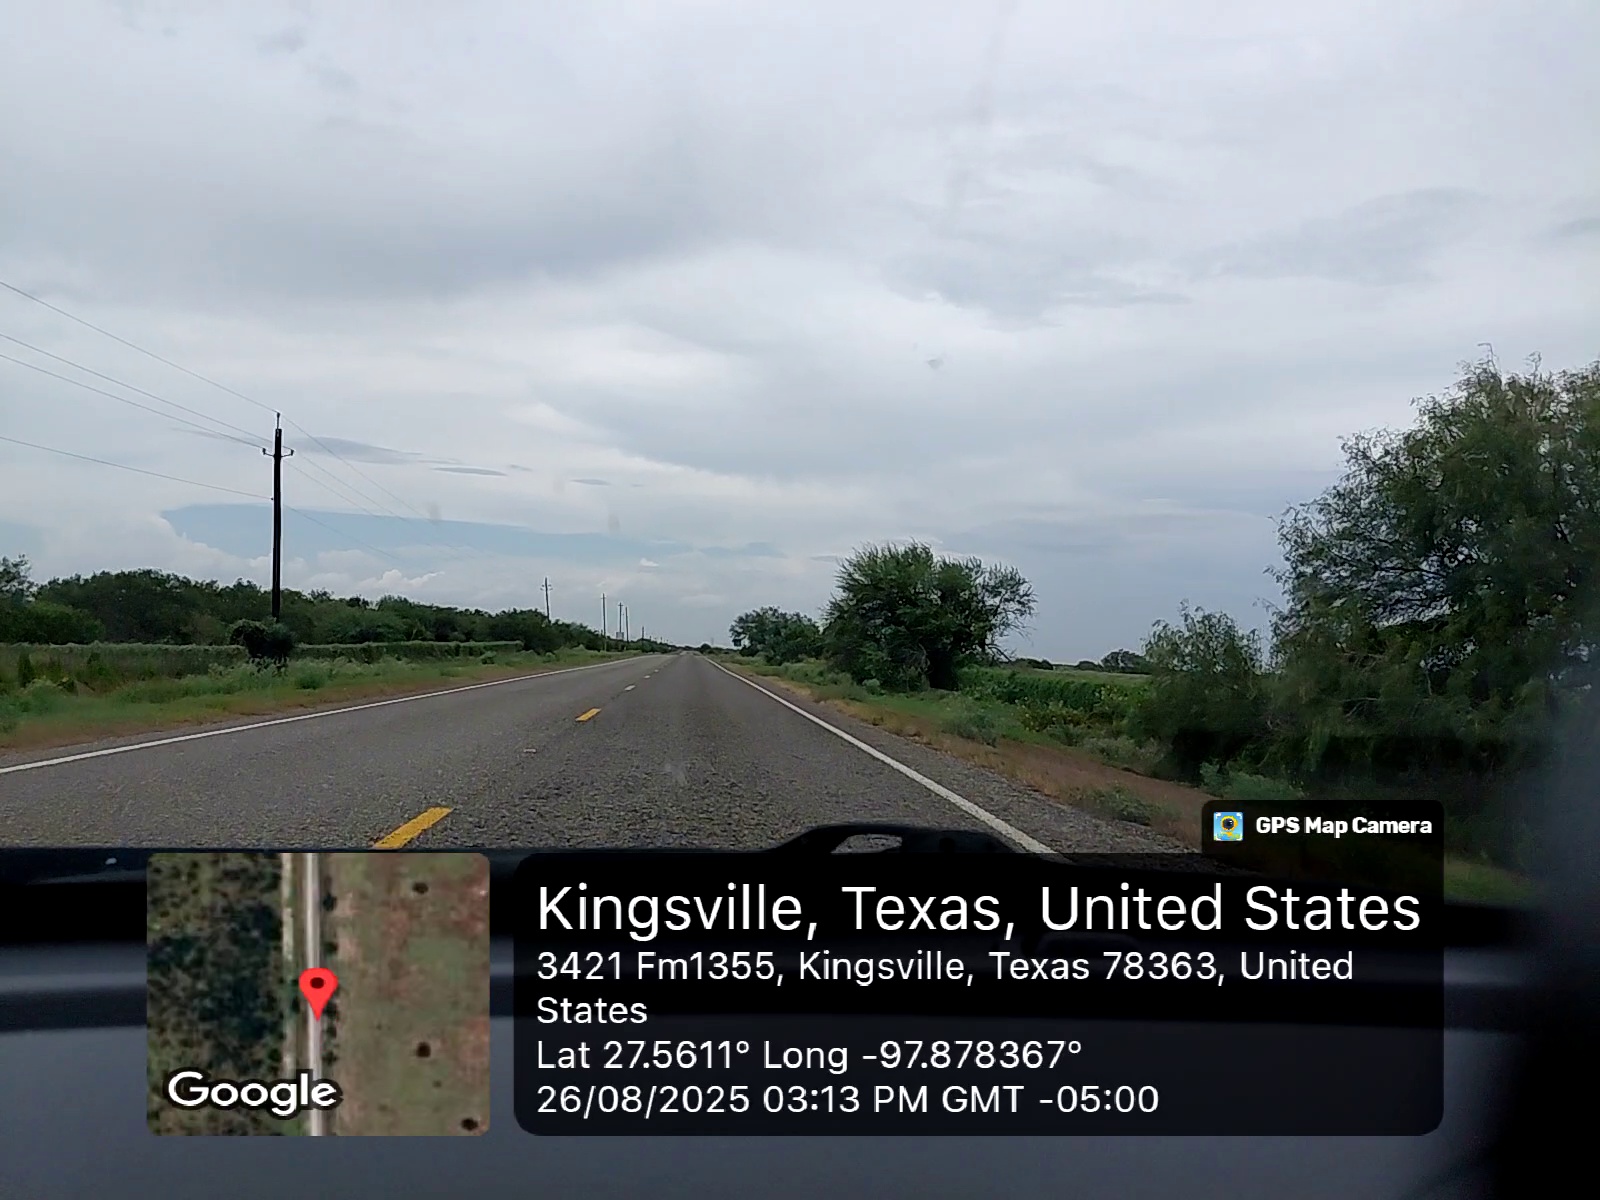 GPS Map Camera
Kingsville, Texas, United States
3421 Fm1355, Kingsville, Texas 78363, United
States
Lat 27.5611° Long -97.878367°
26/08/2025 03:13 PM GMT -05:00
Google